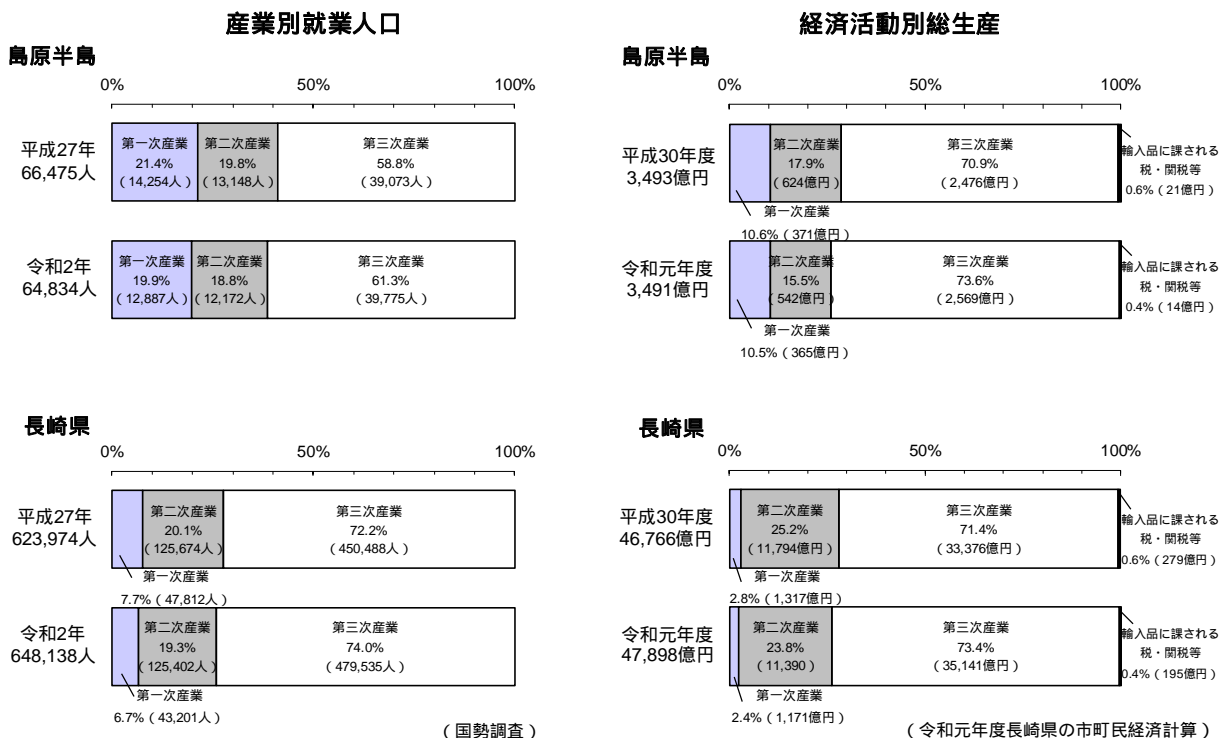 産業別就業人口
島原半島
0% 50% 100%
平成27年
66,475人
第一次産業
21.4%
(14,254人)
第二次産業
19.8%
(13,148人)
第三次産業
58.8%
(39,073人)
令和2年
64,834人
第一次産業
19.9%
(12,887人)
第二次産業
18.8%
(12,172人)
第三次産業
61.3%
(39,775人)
長崎県
0% 50% 100%
平成27年
623,974人
第二次産業
20.1%
(125,674人)
第三次産業
72.2%
(450,488人)
第一次産業
7.7%(47,812人)
令和2年
648,138人
第二次産業
19.3%
(125,402人)
第三次産業
74.0%
(479,535人)
第一次産業
6.7%(43,201人)
(国勢調査)
経済活動別総生産
島原半島
0% 50% 100%
平成30年度
3,493億円
第二次産業
17.9%
(624億円)
第三次産業
70.9%
(2,476億円)
輸入品に課される
税・関税等
0.6%(21億円)
第一次産業
10.6%(371億円)
令和元年度
3,491億円
第二次産業
15.5%
(542億円)
第三次産業
73.6%
(2,569億円)
輸入品に課される
税・関税等
0.4%(14億円)
第一次産業
10.5%(365億円)
長崎県
0% 50% 100%
平成30年度
46,766億円
第二次産業
25.2%
(11,794億円)
第三次産業
71.4%
(33,376億円)
輸入品に課される
税・関税等
0.6%(279億円)
第一次産業
2.8%(1,317億円)
令和元年度
47,898億円
第二次産業
23.8%
(11,390)
第三次産業
73.4%
(35,141億円)
輸入品に課される
税・関税等
0.4%(195億円)
第一次産業
2.4%(1,171億円)
(令和元年度長崎県の市町民経済計算)